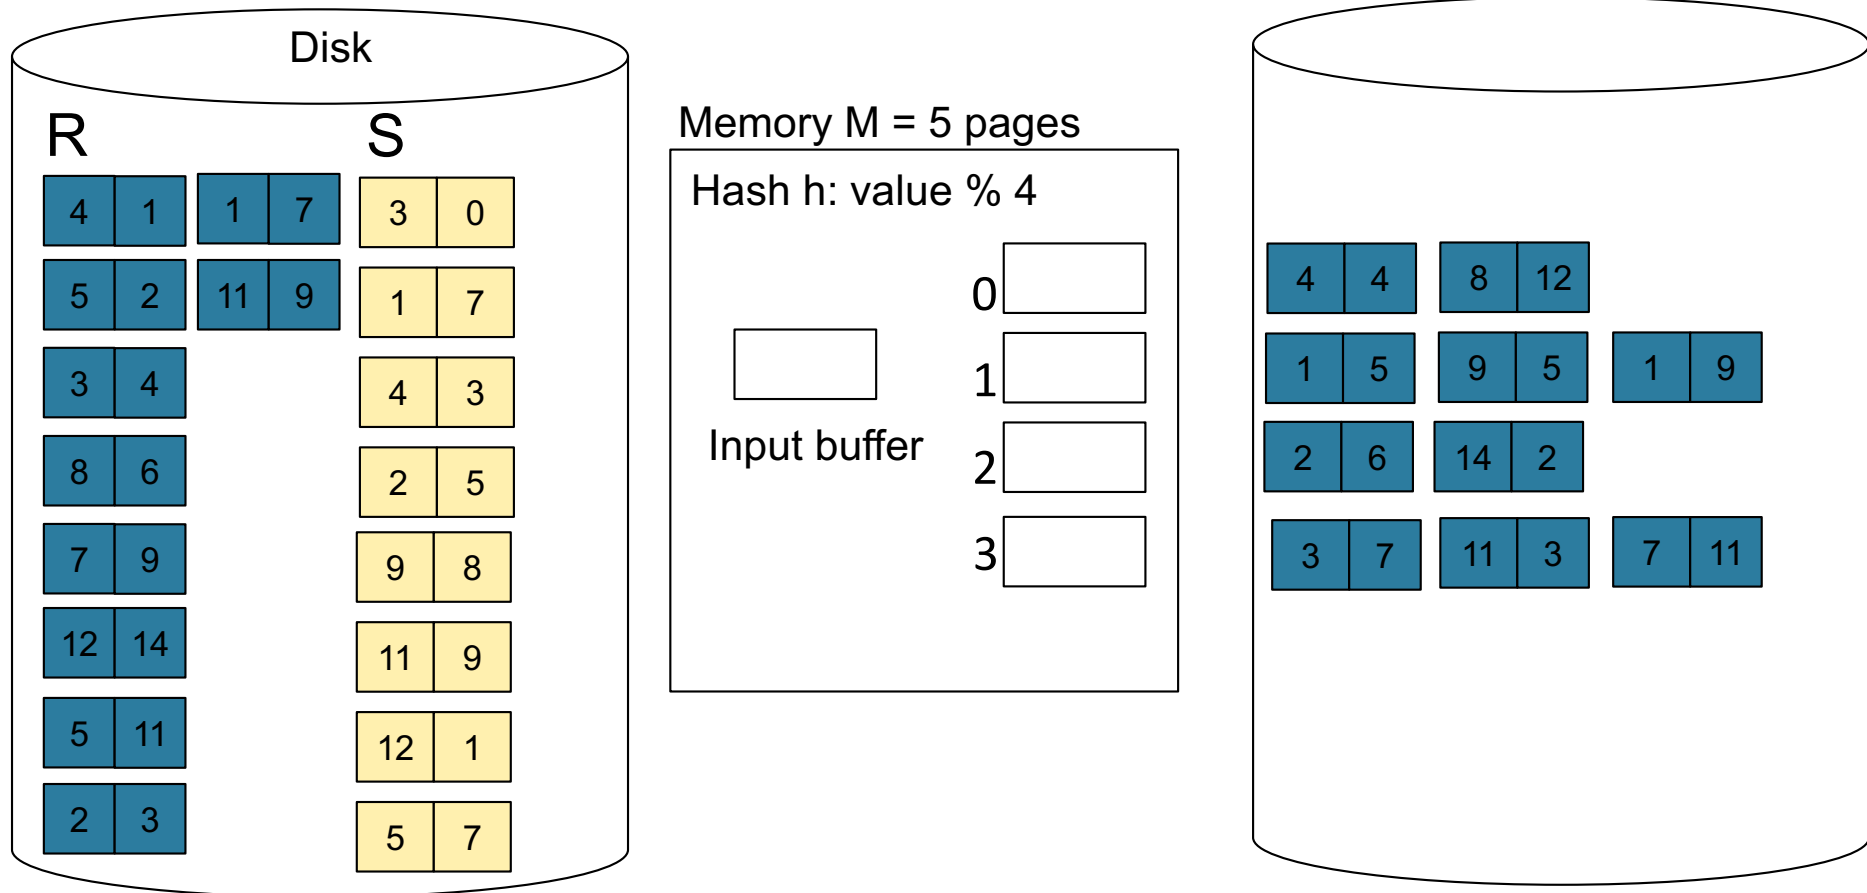 Disk
R S
4 1 1 7 3 0
5 2 11 9 1 7
3 4 4 3
8 6 2 5
7 9 9 8
12 14 11 9
5 11 12 1
2 3 5 7
Memory M = 5 pages
Hash h: value % 4
0
1
Input buffer
2
3
4 4 8 12
1 5 9 5 1 9
2 6 14 2
3 7 11 3 7 11